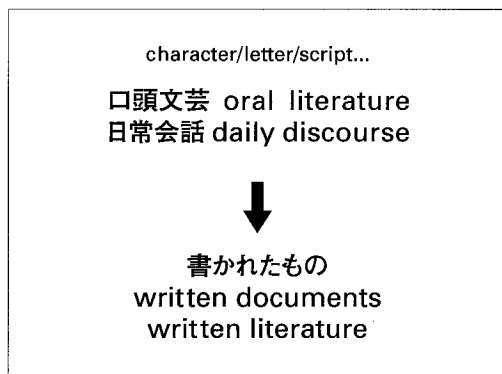 character/letter/script...
口頭文芸 oral literature
日常会話 daily discourse
書かれたもの
written documents
written literature